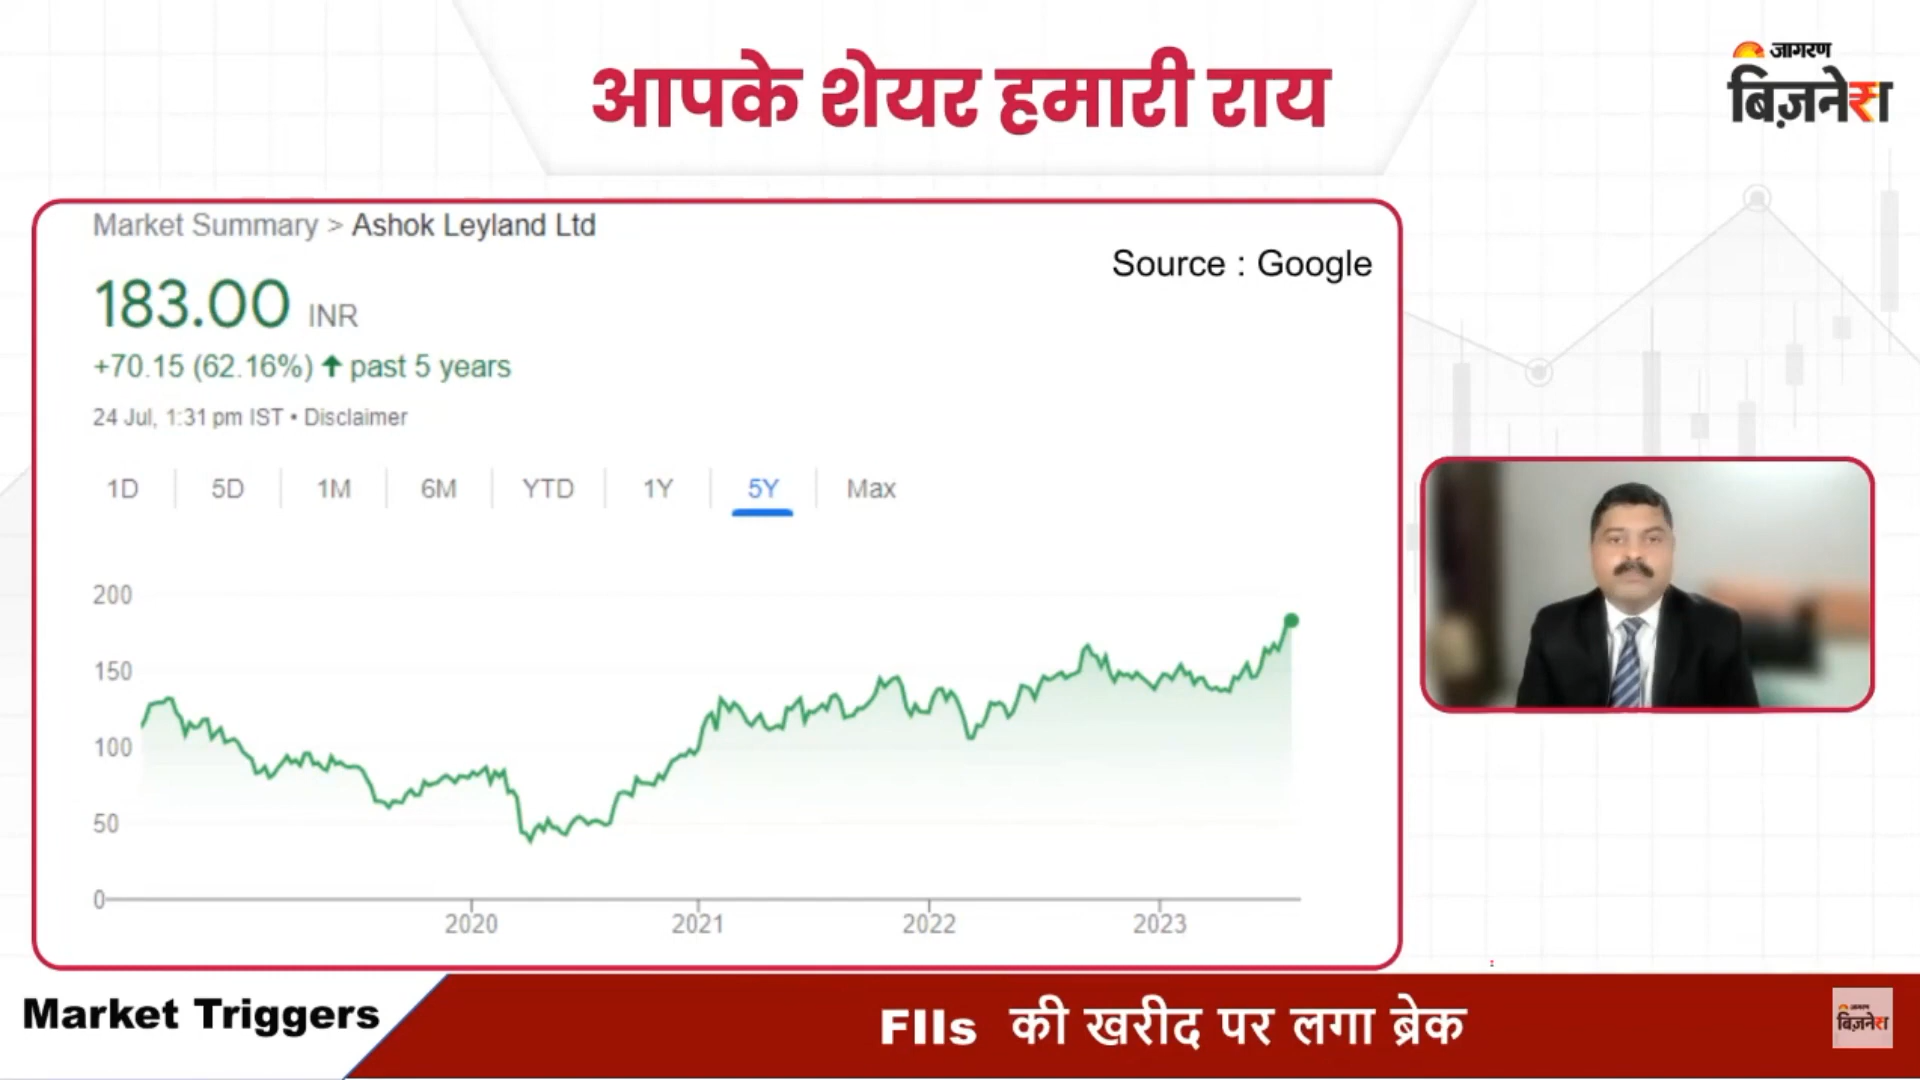 आपके शेयर हमारी राय
जागरण
बिज़नेस
Market Summary > Ashok Leyland Ltd
Source : Google
183.00 INR
+70.15 (62.16%) ↑ past 5 years
24 Jul, 1:31 pm IST • Disclaimer
1D 5D 1M 6M YTD 1Y 5Y Max
200
150
100
50
0
2020 2021 2022 2023
Market Triggers
FIIs की खरीद पर लगा ब्रेक
जागरण
बिज़नेस